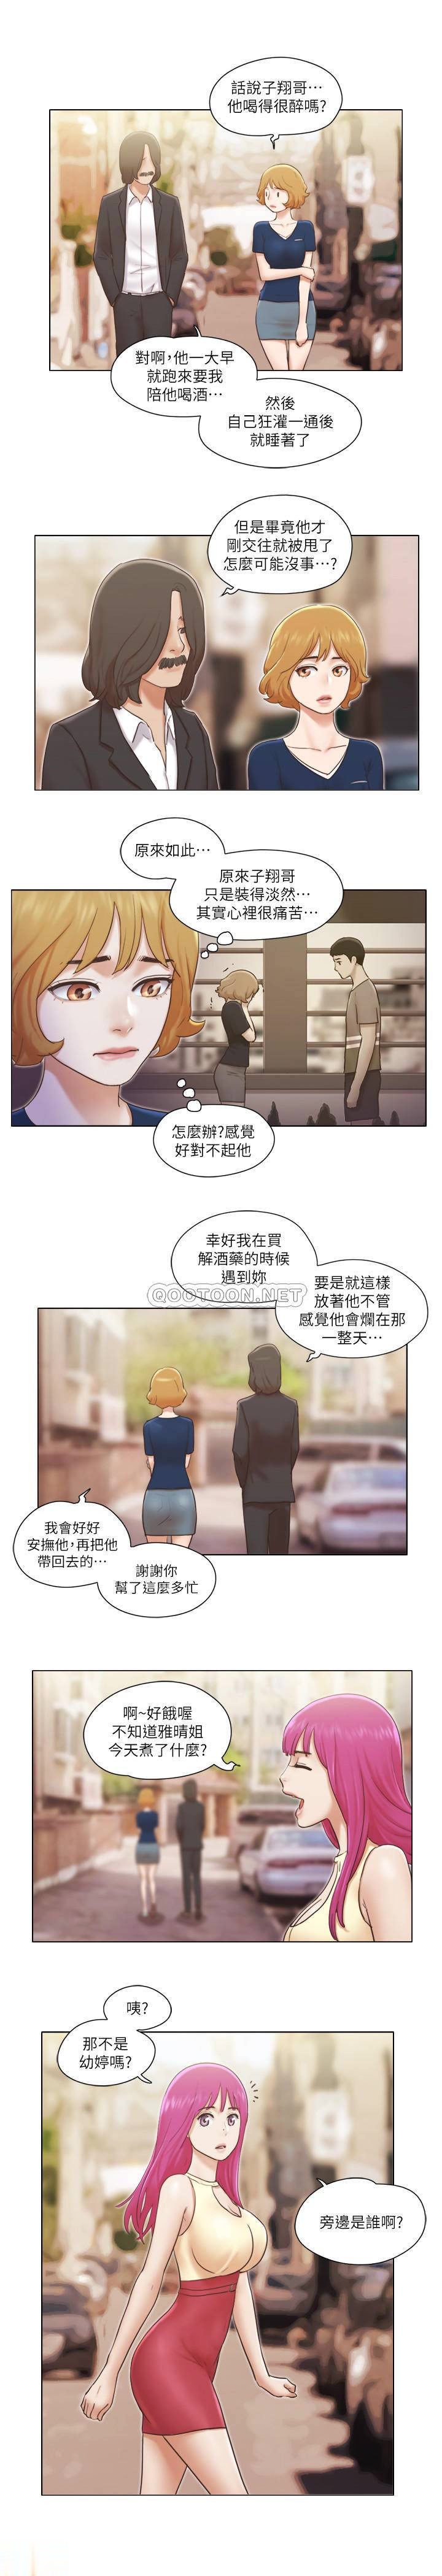 話說子翔哥…
他喝得很醉嗎?
對啊,他一大早
就跑來要我
陪他喝酒…
然後
自己狂灌一通後
就睡著了
但是畢竟他才
剛交往就被甩了
怎麼可能沒事…?
原來如此…
原來子翔哥
只是裝得淡然…
其實心裡很痛苦…
怎麼辦?感覺
好對不起他
幸好我在買
解酒藥的時候
遇到妳
QOOTOON.NET
要是就這樣
放著他不管
感覺他會爛在那
一整天…
我會好好
安撫他,再把他
帶回去的…
謝謝你
幫了這麼多忙
啊~好餓喔
不知道雅晴姐
今天煮了什麼?
咦?
那不是
幼婷嗎?
旁邊是誰啊?